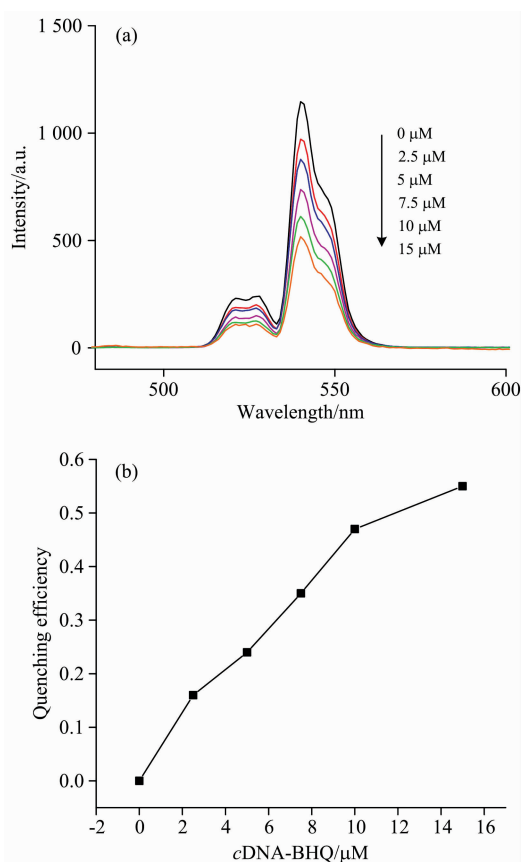 (a)
1 500
1 000
500
0
Intensity/a.u.
0 μM
2.5 μM
5 μM
7.5 μM
10 μM
15 μM
500
550
600
Wavelength/nm
(b)
0.6
0.5
0.4
0.3
0.2
0.1
0.0
Quenching efficiency
-2 0 2 4 6 8 10 12 14 16
cDNA-BHQ/μM